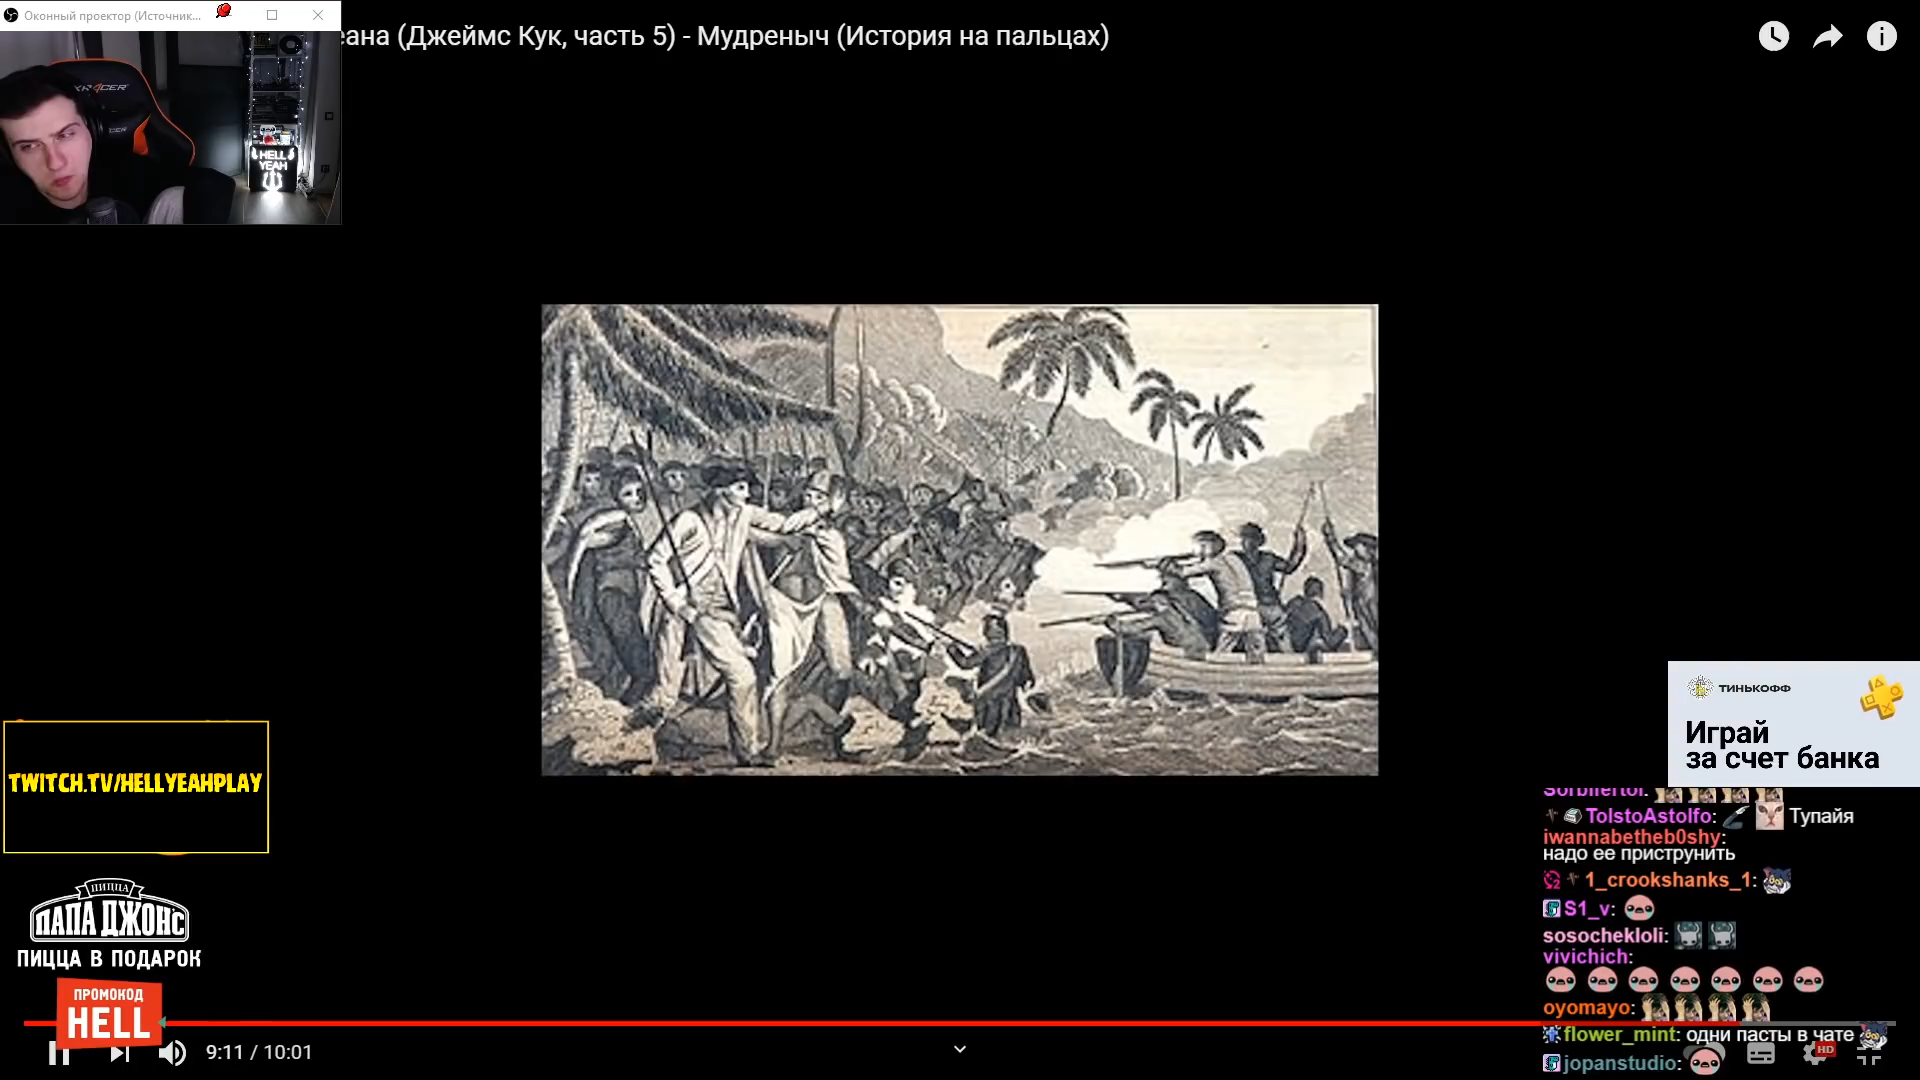 Оконный проектор (Источник...
еана (Джеймс Кук, часть 5) - Мудреныч (История на пальцах)
HELL
YEAH
ТИНЬКОФФ
Играй
за счет банка
TWITCH.TV/HELLYEAHPLAY
ПИЦЦА
ПАПА ДЖОНС
ПИЦЦА В ПОДАРОК
ПРОМОКОД
HELL
9:11 / 10:01
TolstoAstolfo: Тупайя
iwannabetheb0shy:
надо ее приструнить
1_crookshanks_1:
S1_v:
sosochekloli:
vivichich:
oyomayo:
flower_mint: одни пасты в чате
jopanstudio:
HD